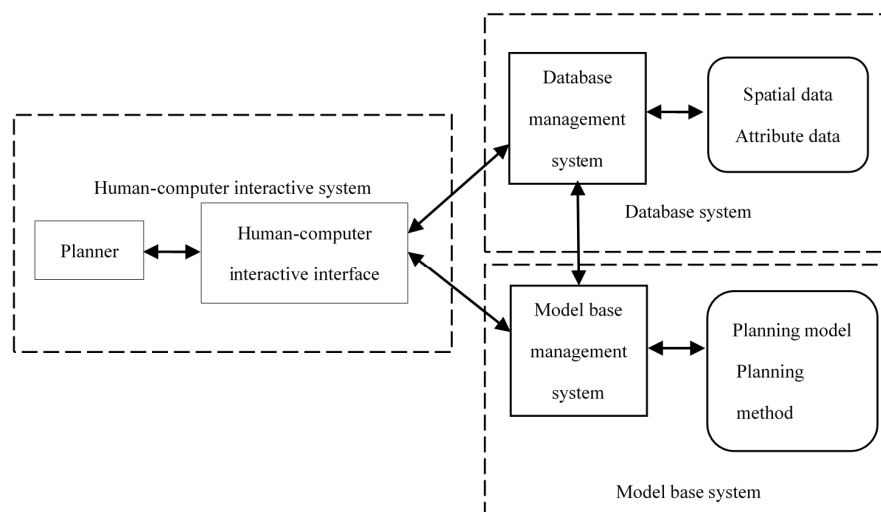 Human-computer interactive system
Planner
Human-computer
interactive interface
Database
management
system
Spatial data
Attribute data
Database system
Model base
management
system
Planning model
Planning
method
Model base system